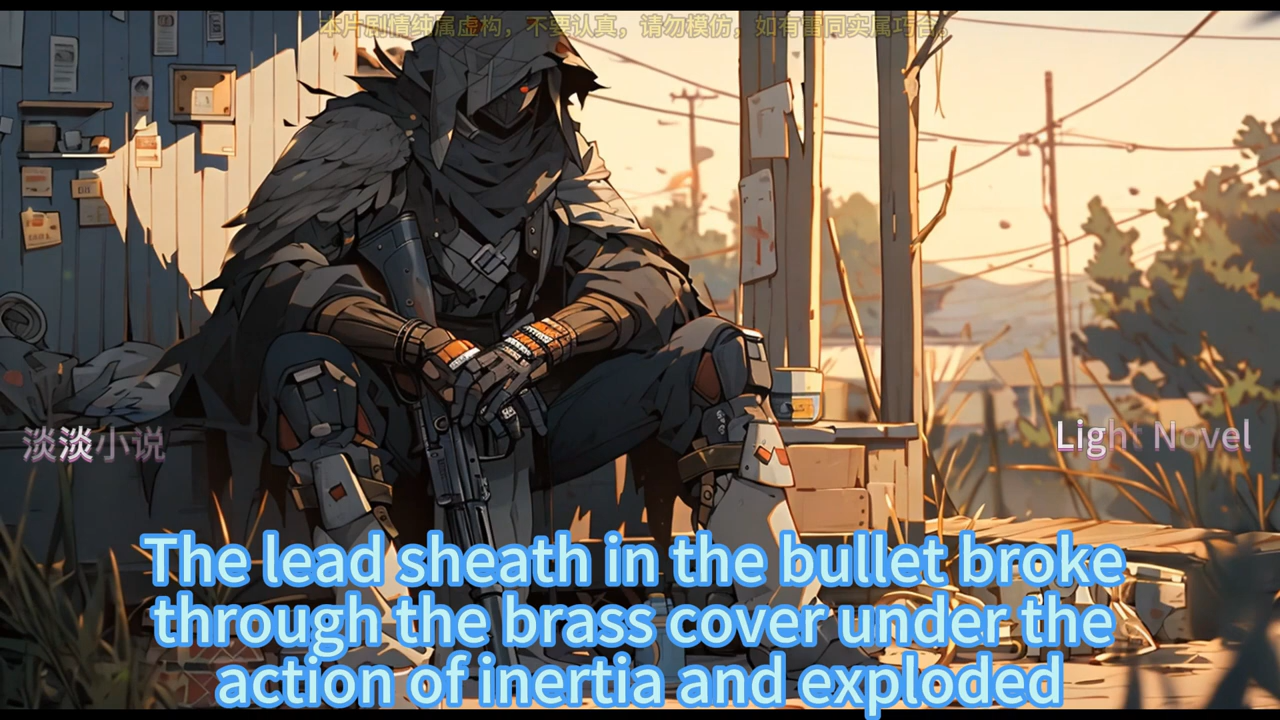 本片剧情纯属虚构，不要认真，请勿模仿，如有雷同实属巧合。
淡淡小说
Light Novel
The lead sheath in the bullet broke
through the brass cover under the
action of inertia and exploded